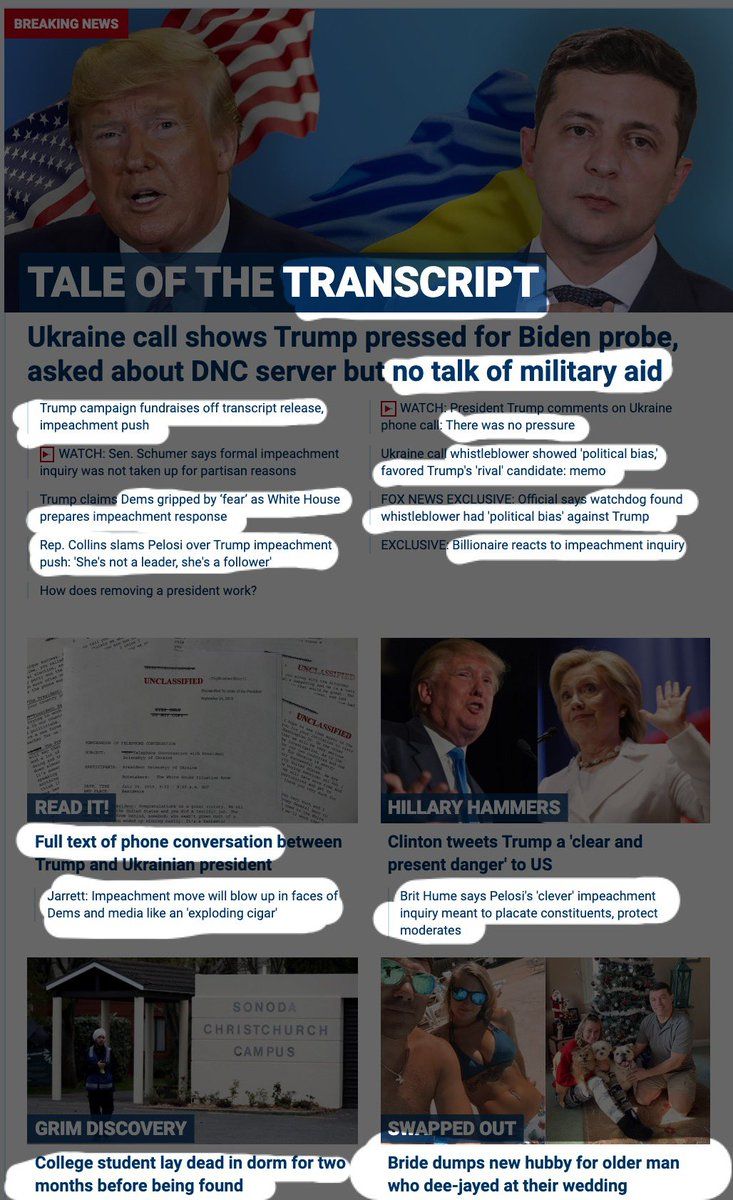 BREAKING NEWS
TALE OF THE TRANSCRIPT
Ukraine call shows Trump pressed for Biden probe,
asked about DNC server but no talk of military aid
Trump campaign fundraises off transcript release,
impeachment push
WATCH: Sen. Schumer says formal impeachment
inquiry was not taken up for partisan reasons
Trump claims Dems gripped by 'fear' as White House
prepares impeachment response
Rep. Collins slams Pelosi over Trump impeachment
push: 'She's not a leader, she's a follower'
How does removing a president work?
WATCH: President Trump comments on Ukraine
phone call: There was no pressure
Ukraine call whistleblower showed 'political bias,'
favored Trump's 'rival' candidate: memo
FOX NEWS EXCLUSIVE: Official says watchdog found
whistleblower had 'political bias' against Trump
EXCLUSIVE: Billionaire reacts to impeachment inquiry
UNCLASSIFIED
UNCLASSIFIED
READ IT!
Full text of phone conversation between
Trump and Ukrainian president
Jarrett: Impeachment move will blow up in faces of
Dems and media like an 'exploding cigar'
HILLARY HAMMERS
Clinton tweets Trump a 'clear and
present danger' to US
Brit Hume says Pelosi's 'clever' impeachment
inquiry meant to placate constituents, protect
moderates
SONODA
CHRISTCHURCH
CAMPUS
GRIM DISCOVERY
College student lay dead in dorm for two
months before being found
SWAPPED OUT
Bride dumps new hubby for older man
who dee-jayed at their wedding